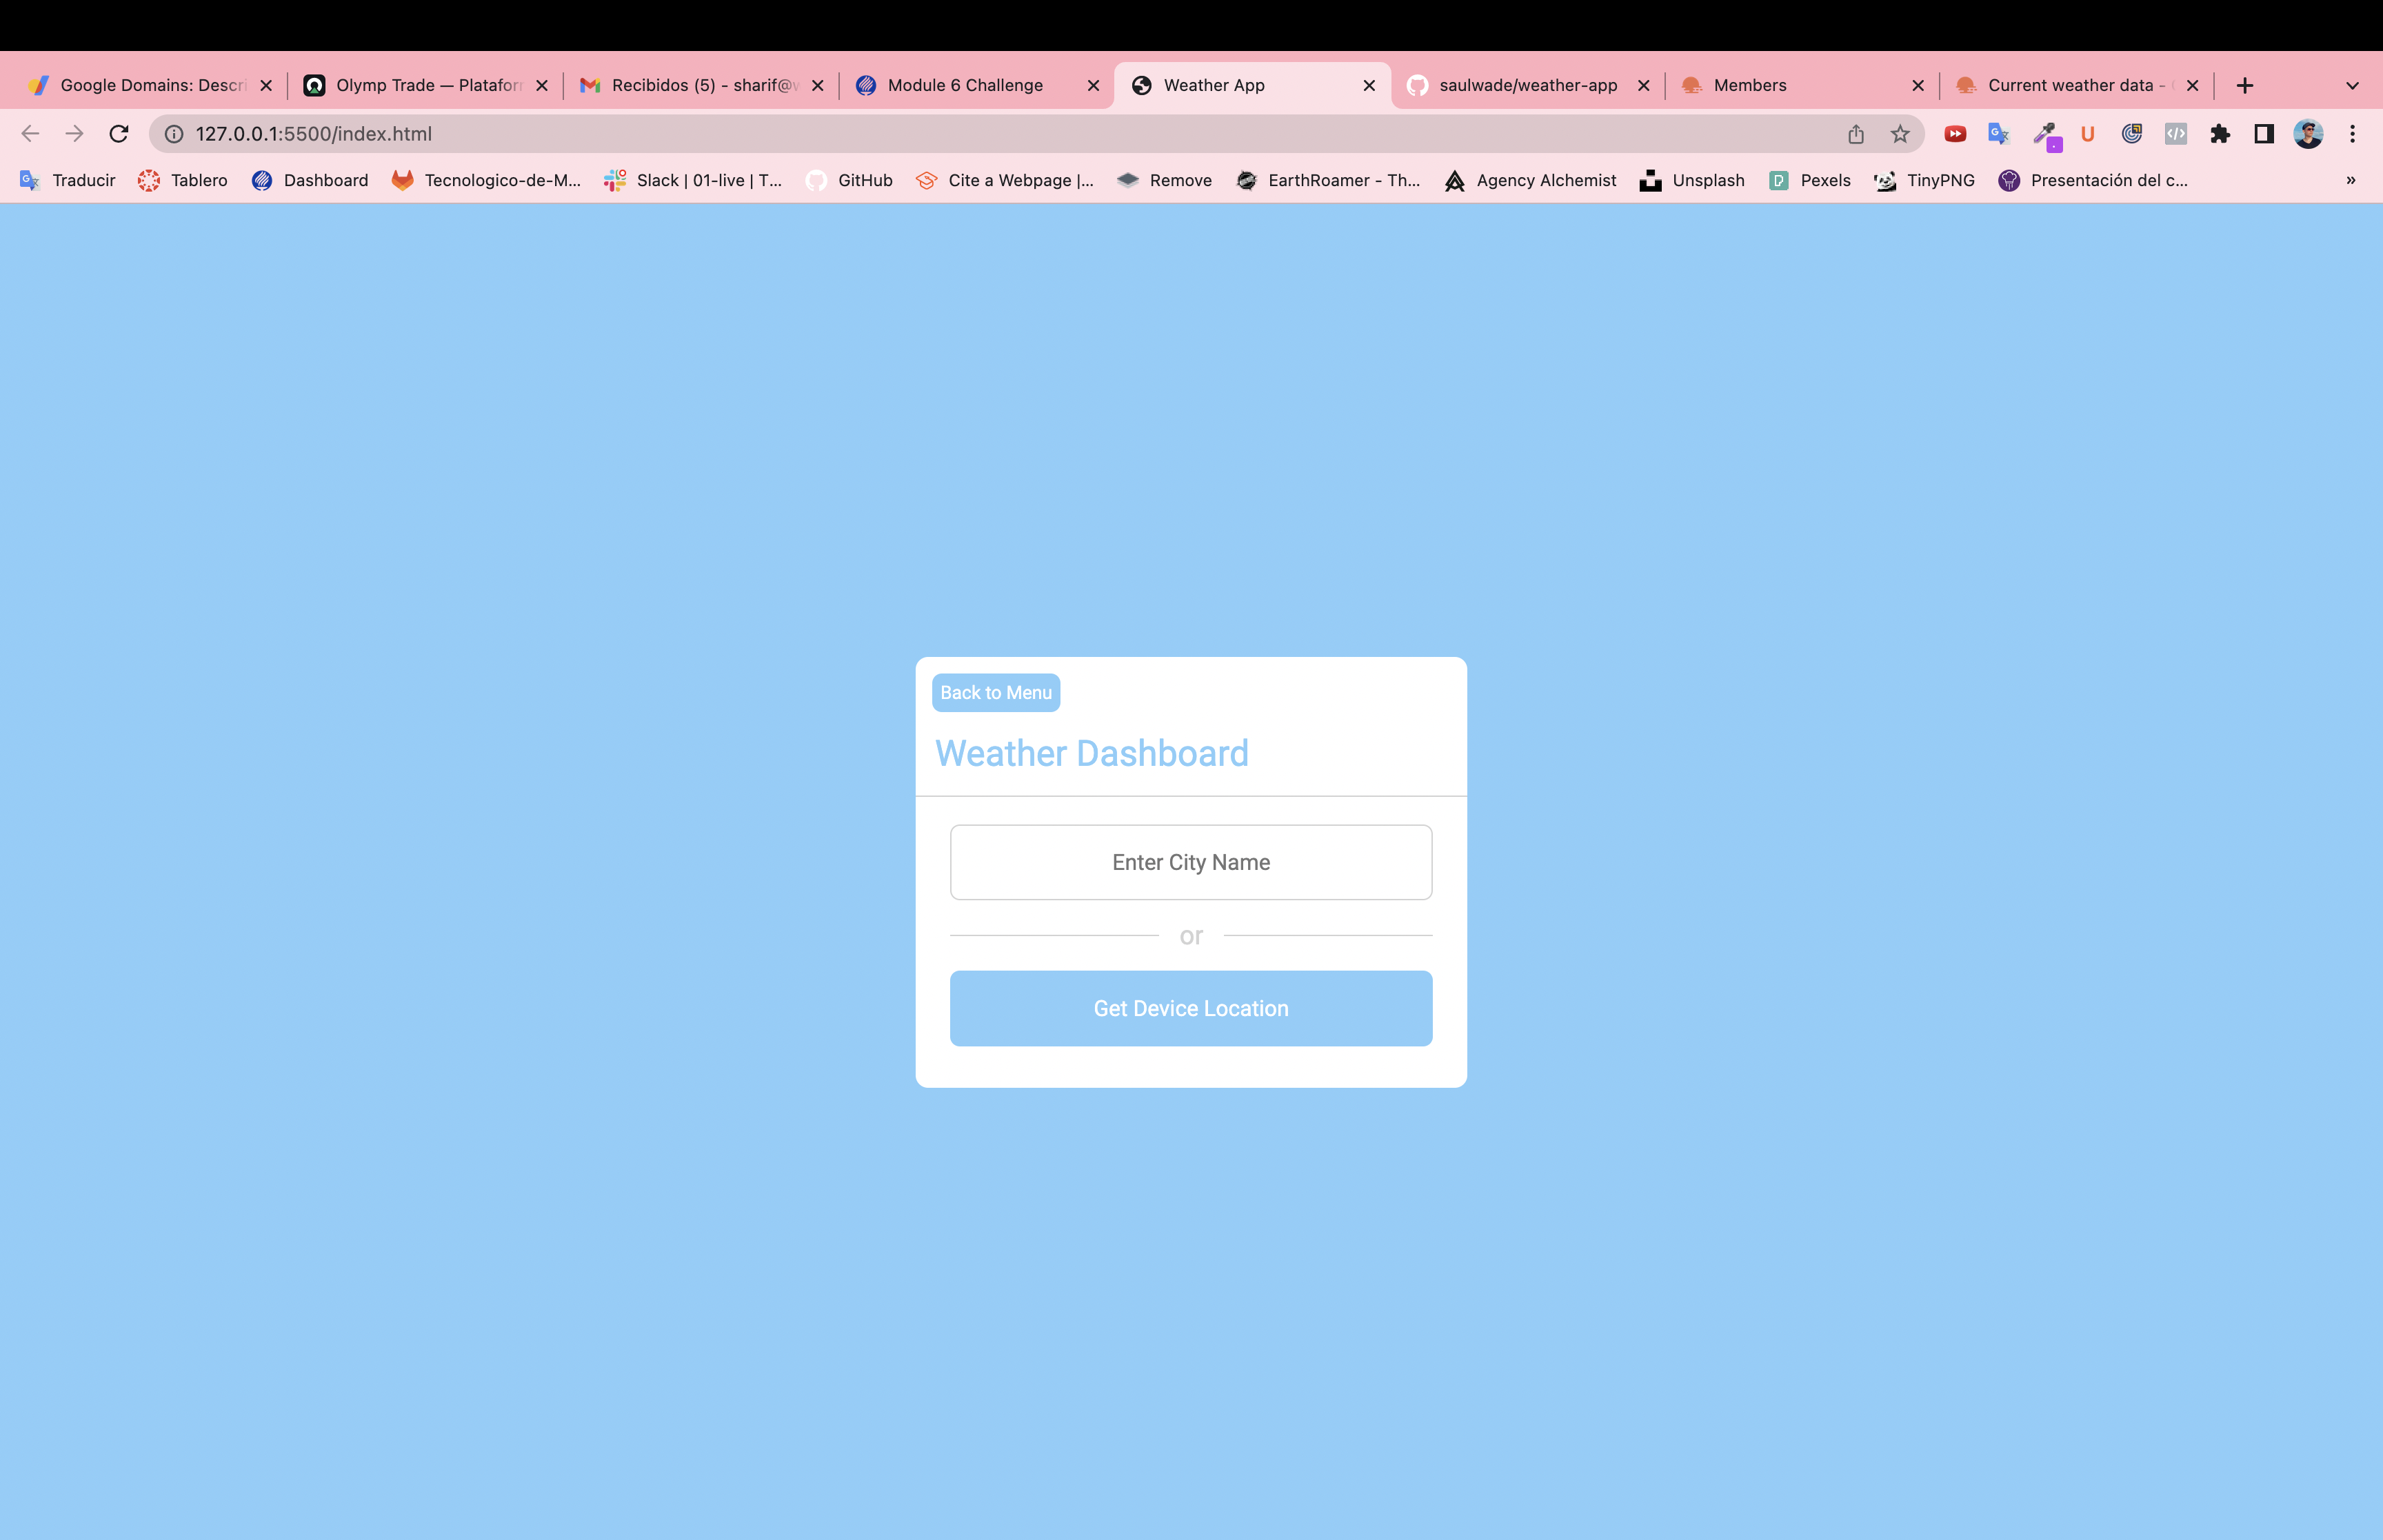 Google Domains: Descri
Olymp Trade — Platafor
Recibidos (5) - sharif@w
Module 6 Challenge
Weather App
saulwade/weather-app
Members
Current weather data -
127.0.0.1:5500/index.html
Traducir
Tablero
Dashboard
Tecnologico-de-M...
Slack | 01-live | T...
GitHub
Cite a Webpage |...
Remove
EarthRoamer - Th...
Agency Alchemist
Unsplash
Pexels
TinyPNG
Presentación del c...
Back to Menu
Weather Dashboard
Enter City Name
or
Get Device Location